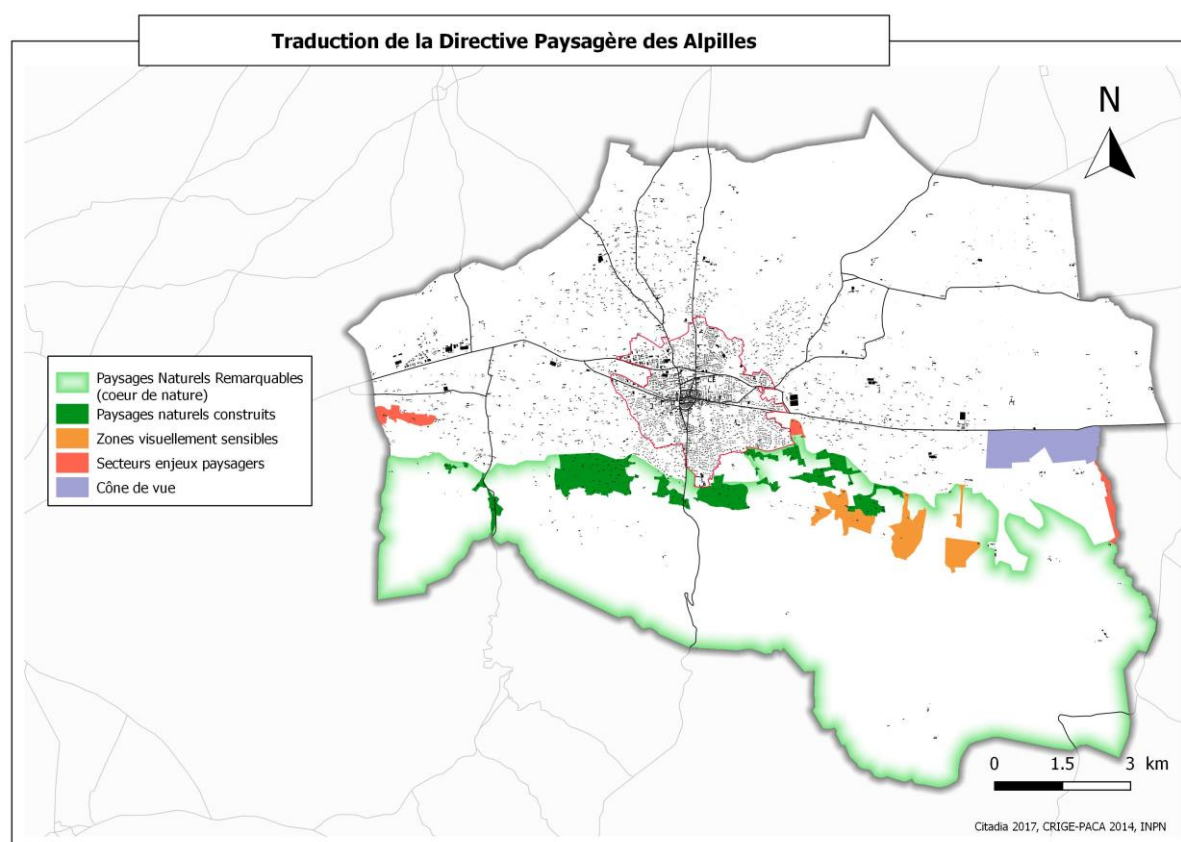 Traduction de la Directive Paysagère des Alpilles
N
Paysages Naturels Remarquables
(coeur de nature)
Paysages naturels construits
Zones visuellement sensibles
Secteurs enjeux paysagers
Cône de vue
0 1.5 3 km
Citadia 2017, CRIGE-PACA 2014, INPN